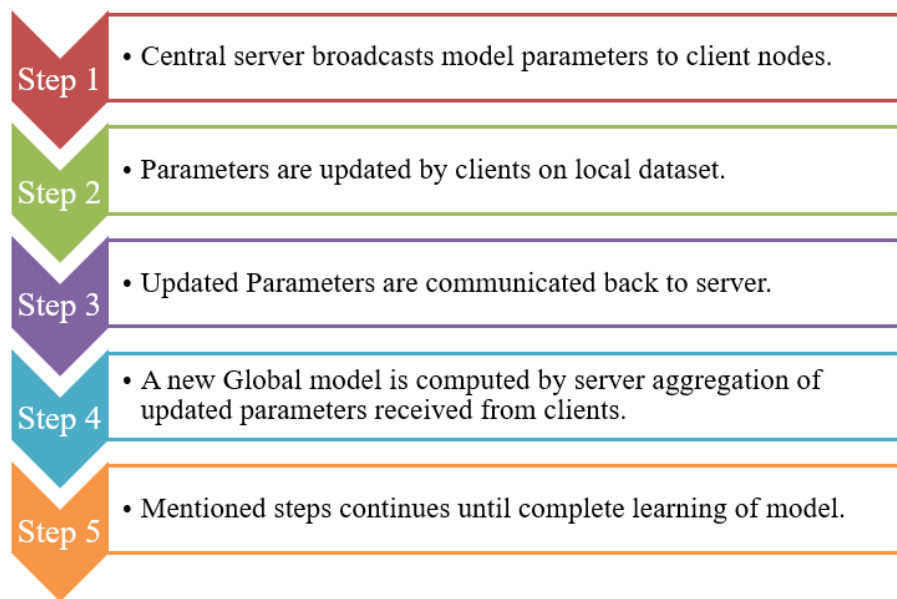 Step 1
• Central server broadcasts model parameters to client nodes.
Step 2
• Parameters are updated by clients on local dataset.
Step 3
• Updated Parameters are communicated back to server.
Step 4
• A new Global model is computed by server aggregation of
updated parameters received from clients.
Step 5
• Mentioned steps continues until complete learning of model.